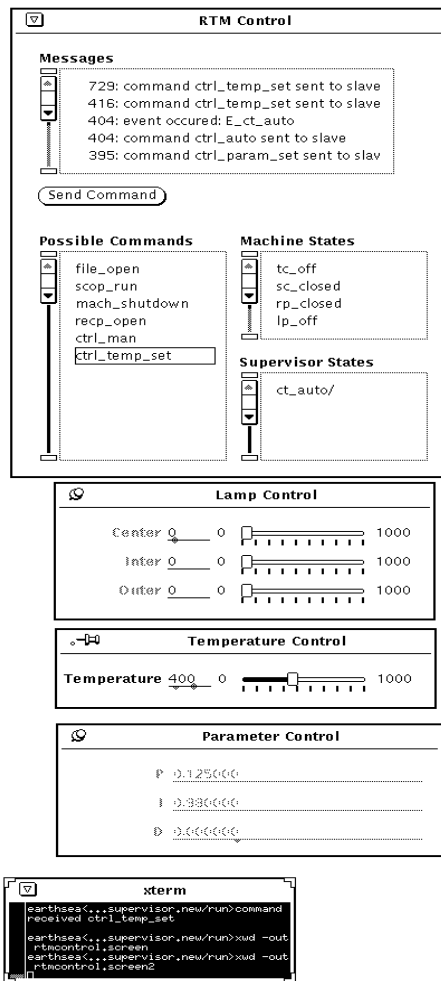 RTM Control
Messages
729: command ctrl_temp_set sent to slave
416: command ctrl_temp_set sent to slave
404: event occured: E_ct_auto
404: command ctrl_auto sent to slave
395: command ctrl_param_set sent to slav
Send Command
Possible Commands
file_open
scop_run
mach_shutdown
recp_open
ctrl_man
ctrl_temp_set
Machine States
tc_off
sc_closed
rp_closed
lp_off
Supervisor States
ct_auto/
Lamp Control
Center 0 0 1000
Inter 0 0 1000
Outer 0 0 1000
Temperature Control
Temperature 400 0 1000
Parameter Control
P 0.125000
I 0.980000
D 0.000000
xterm
earthsea<...supervisor.new/run>command
received ctrl_temp_set
earthsea<...supervisor.new/run>xwd -out
rtmcontrol.screen
earthsea<...supervisor.new/run>xwd -out
rtmcontrol.screen2